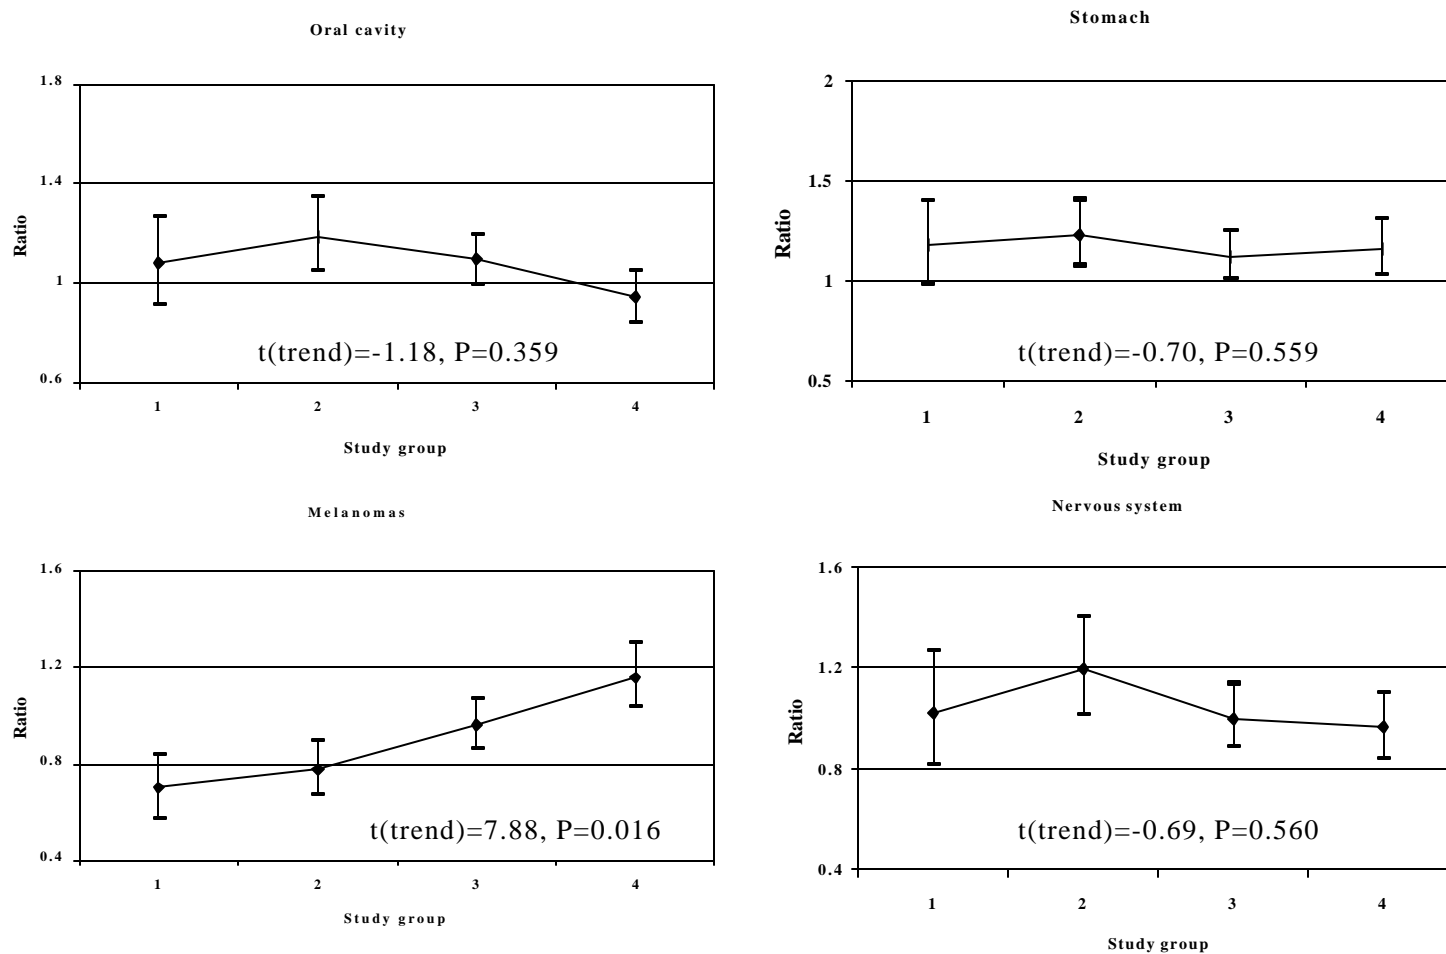 Oral cavity
1.8
1.4
1
0.6
Ratio
t(trend)=-1.18, P=0.359
1 2 3 4
Study group
Stomach
2
1.5
1
0.5
Ratio
t(trend)=-0.70, P=0.559
1 2 3 4
Study group
Melanomas
1.6
1.2
0.8
0.4
Ratio
t(trend)=7.88, P=0.016
1 2 3 4
Study group
Nervous system
1.6
1.2
0.8
0.4
Ratio
t(trend)=-0.69, P=0.560
1 2 3 4
Study group